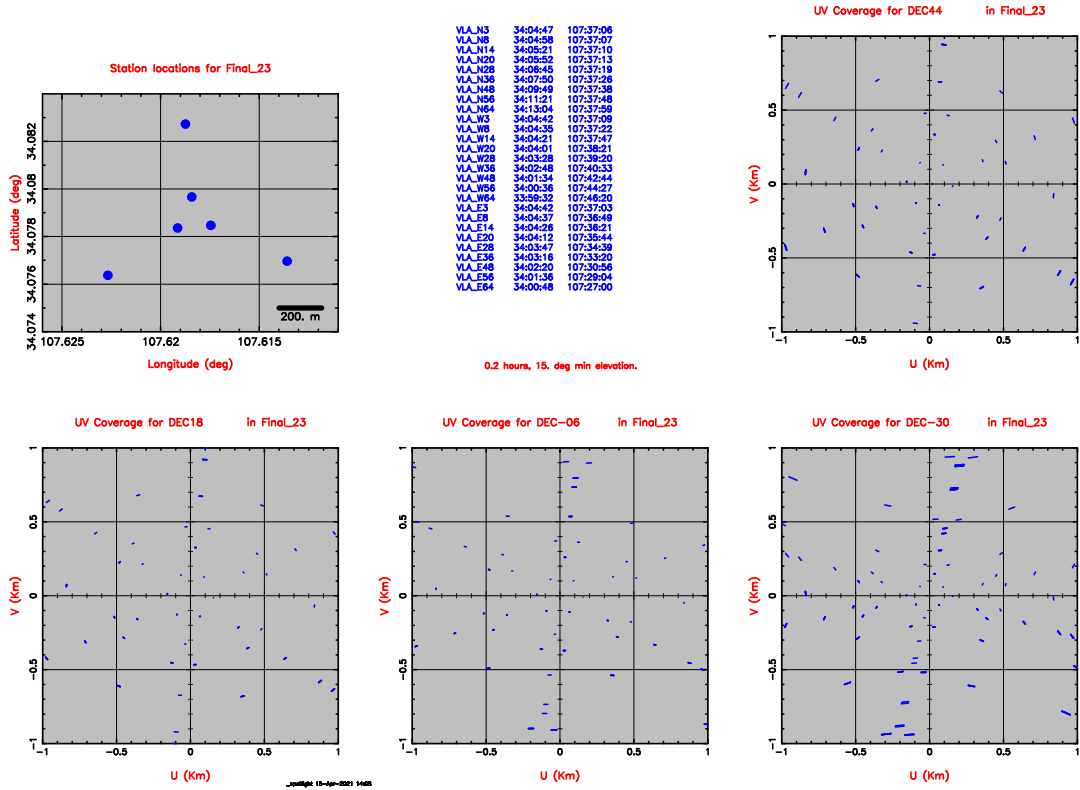 UV Coverage for DEC44 in Final_23
VLA_N3 34:04:47 107:37:06
VLA_N8 34:04:58 107:37:07
VLA_N14 34:05:21 107:37:10
VLA_N20 34:05:52 107:37:13
VLA_N28 34:06:45 107:37:19
VLA_N36 34:07:50 107:37:26
VLA_N48 34:09:49 107:37:38
VLA_N56 34:11:21 107:37:48
VLA_N64 34:13:04 107:37:59
VLA_W3 34:04:42 107:37:09
VLA_W8 34:04:35 107:37:22
VLA_W14 34:04:21 107:37:47
VLA_W20 34:04:01 107:38:21
VLA_W28 34:03:28 107:39:20
VLA_W36 34:02:48 107:40:33
VLA_W48 34:01:34 107:42:44
VLA_W56 34:00:36 107:44:27
VLA_W64 33:59:32 107:46:20
VLA_E3 34:04:42 107:37:03
VLA_E8 34:04:37 107:36:49
VLA_E14 34:04:26 107:36:21
VLA_E20 34:04:12 107:35:44
VLA_E28 34:03:47 107:34:39
VLA_E36 34:03:16 107:33:20
VLA_E48 34:02:20 107:30:56
VLA_E56 34:01:36 107:29:04
VLA_E64 34:00:48 107:27:00
Station locations for Final_23
Latitude (deg)
34.082
34.08
34.078
34.076
34.074
200. m
107.625 107.62 107.615
Longitude (deg)
V (Km)
1
0.5
0
-0.5
-1
-1 -0.5 0 0.5 1
U (Km)
0.2 hours, 15. deg min elevation.
UV Coverage for DEC18 in Final_23
V (Km)
1
0.5
0
-0.5
-1
-1 -0.5 0 0.5 1
U (Km)
UV Coverage for DEC-06 in Final_23
V (Km)
1
0.5
0
-0.5
-1
-1 -0.5 0 0.5 1
U (Km)
UV Coverage for DEC-30 in Final_23
V (Km)
1
0.5
0
-0.5
-1
-1 -0.5 0 0.5 1
U (Km)